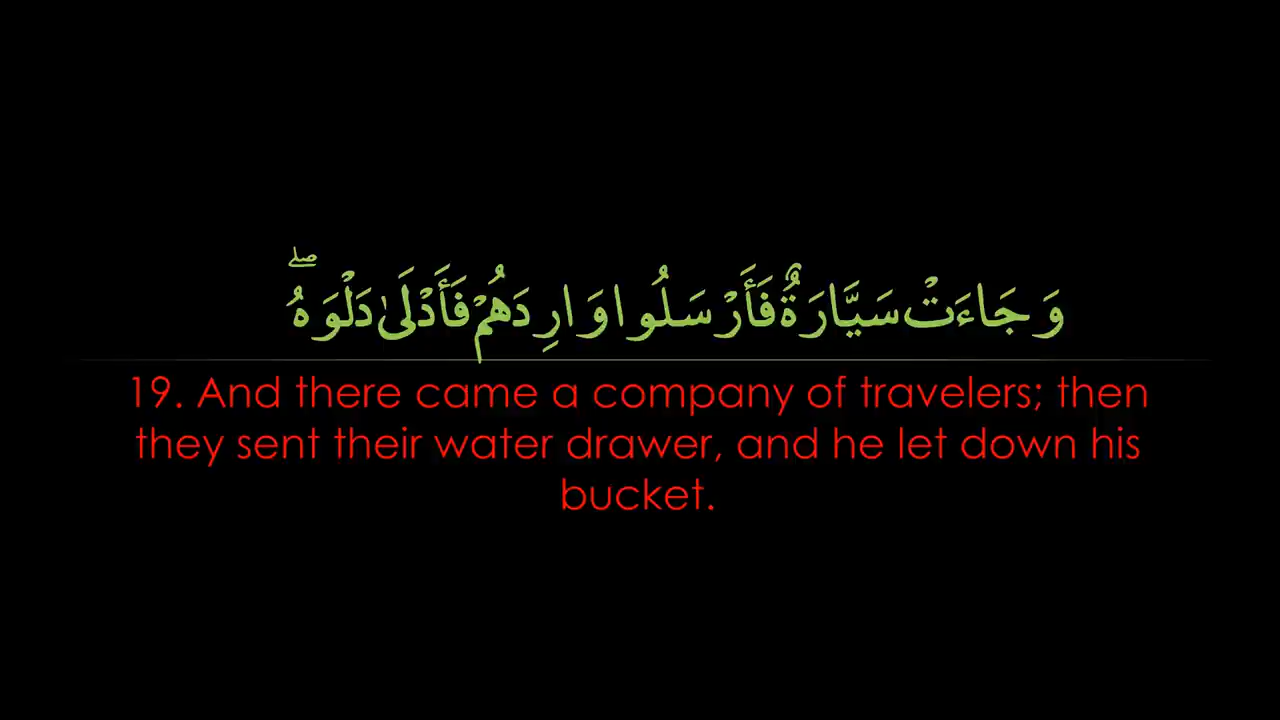 وَجَاءَتْ سَيَّارَةٌ فَأَرْسَلُوا وَارِدَهُمْ فَأَدْلَىٰ دَلْوَهُ ۖ
19. And there came a company of travelers; then
they sent their water drawer, and he let down his
bucket.